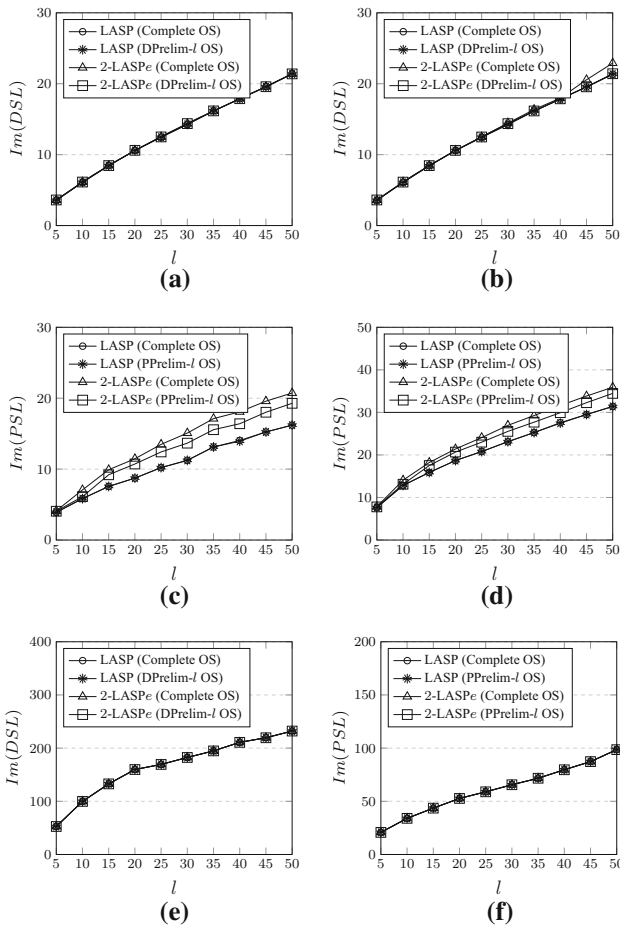 30
20
10
0
Im(DSL)
LASP (Complete OS)
LASP (DPrelim-l OS)
2-LASPe (Complete OS)
2-LASPe (DPrelim-l OS)
5 10 15 20 25 30 35 40 45 50
l
(a)
30
20
10
0
Im(DSL)
LASP (Complete OS)
LASP (DPrelim-l OS)
2-LASPe (Complete OS)
2-LASPe (DPrelim-l OS)
5 10 15 20 25 30 35 40 45 50
l
(b)
30
20
10
0
Im(PSL)
LASP (Complete OS)
LASP (PPrelim-l OS)
2-LASPe (Complete OS)
2-LASPe (PPrelim-l OS)
5 10 15 20 25 30 35 40 45 50
l
(c)
50
40
30
20
10
0
Im(PSL)
LASP (Complete OS)
LASP (PPrelim-l OS)
2-LASPe (Complete OS)
2-LASPe (PPrelim-l OS)
5 10 15 20 25 30 35 40 45 50
l
(d)
400
300
200
100
0
Im(DSL)
LASP (Complete OS)
LASP (DPrelim-l OS)
2-LASPe (Complete OS)
2-LASPe (DPrelim-l OS)
5 10 15 20 25 30 35 40 45 50
l
(e)
200
150
100
50
0
Im(PSL)
LASP (Complete OS)
LASP (PPrelim-l OS)
2-LASPe (Complete OS)
2-LASPe (PPrelim-l OS)
5 10 15 20 25 30 35 40 45 50
l
(f)